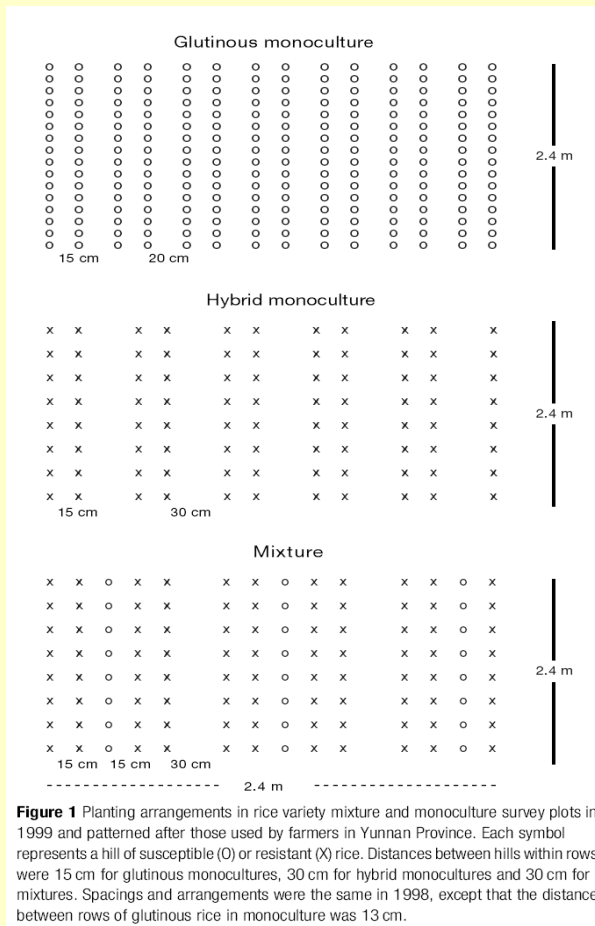 Glutinous monoculture
2.4 m
15 cm 20 cm
Hybrid monoculture
2.4 m
15 cm 30 cm
Mixture
2.4 m
15 cm 15 cm 30 cm
2.4 m
Figure 1 Planting arrangements in rice variety mixture and monoculture survey plots in
1999 and patterned after those used by farmers in Yunnan Province. Each symbol
represents a hill of susceptible (O) or resistant (X) rice. Distances between hills within rows
were 15 cm for glutinous monocultures, 30 cm for hybrid monocultures and 30 cm for
mixtures. Spacings and arrangements were the same in 1998, except that the distance
between rows of glutinous rice in monoculture was 13 cm.